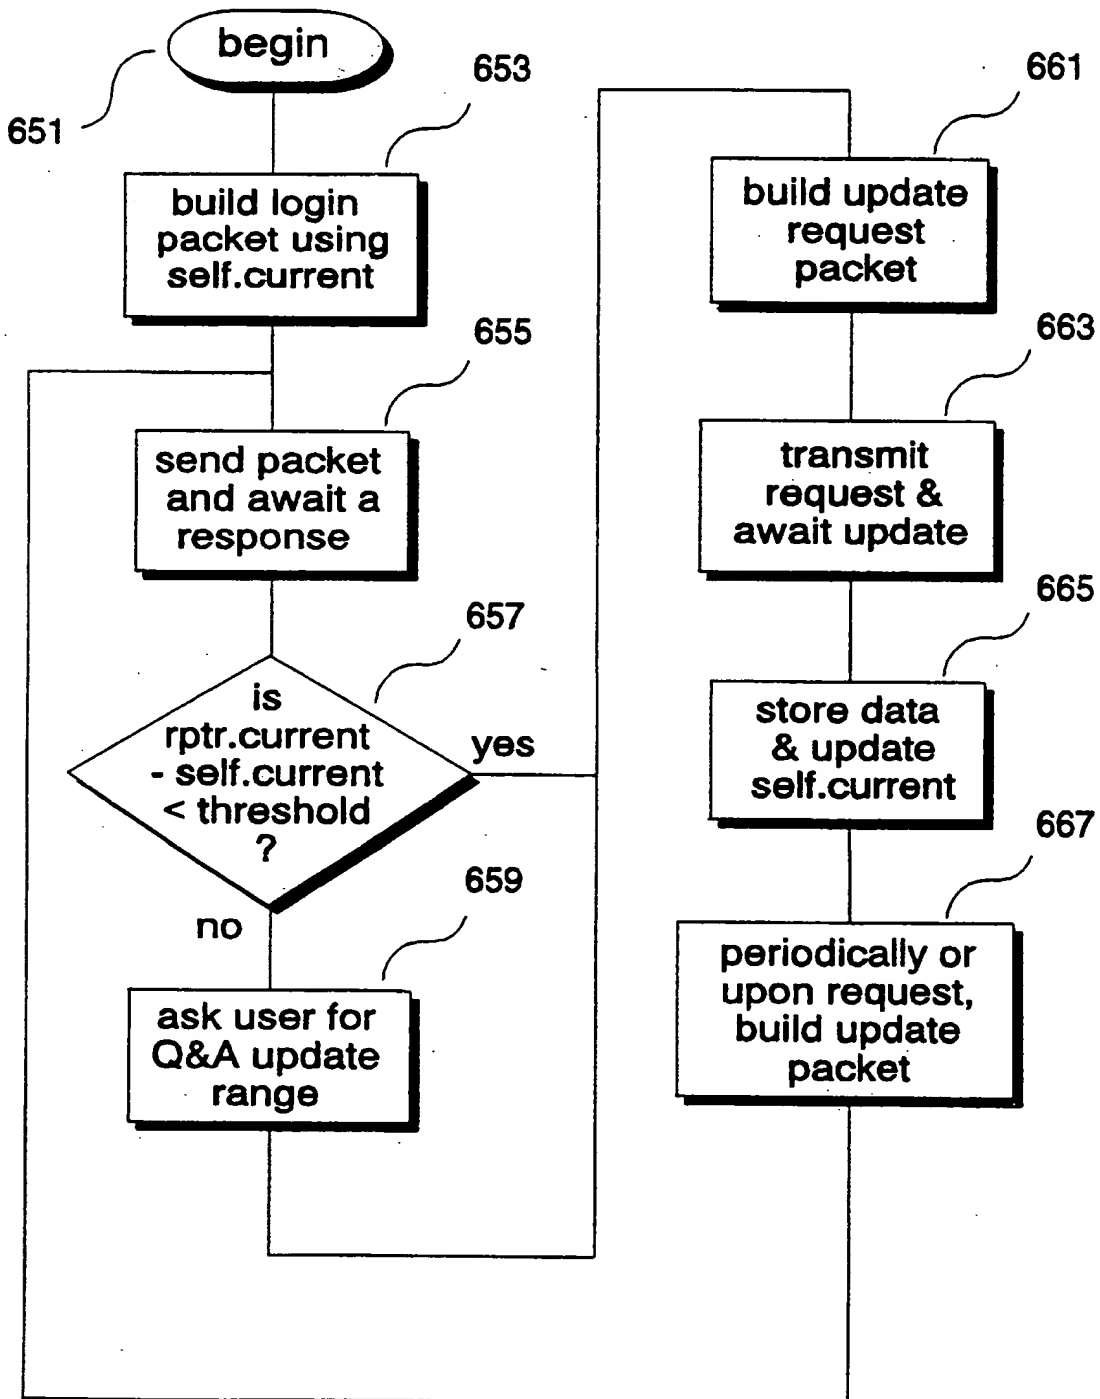 begin
651
653
build login
packet using
self.current
655
send packet
and await a
response
657
is
rptr.current
- self.current
< threshold
?
yes
no
659
ask user for
Q&A update
range
661
build update
request
packet
663
transmit
request &
await update
665
store data
& update
self.current
667
periodically or
upon request,
build update
packet